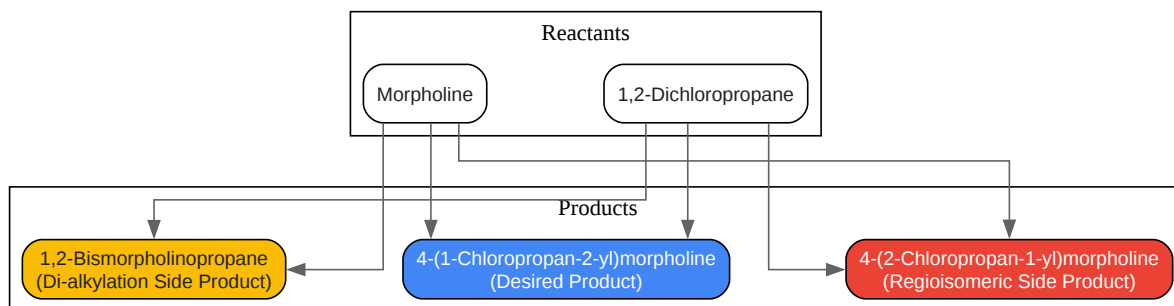 Reactants
Morpholine
1,2-Dichloropropane
Products
1,2-Bismorpholinopropane
(Di-alkylation Side Product)
4-(1-Chloropropan-2-yl)morpholine
(Desired Product)
4-(2-Chloropropan-1-yl)morpholine
(Regioisomeric Side Product)